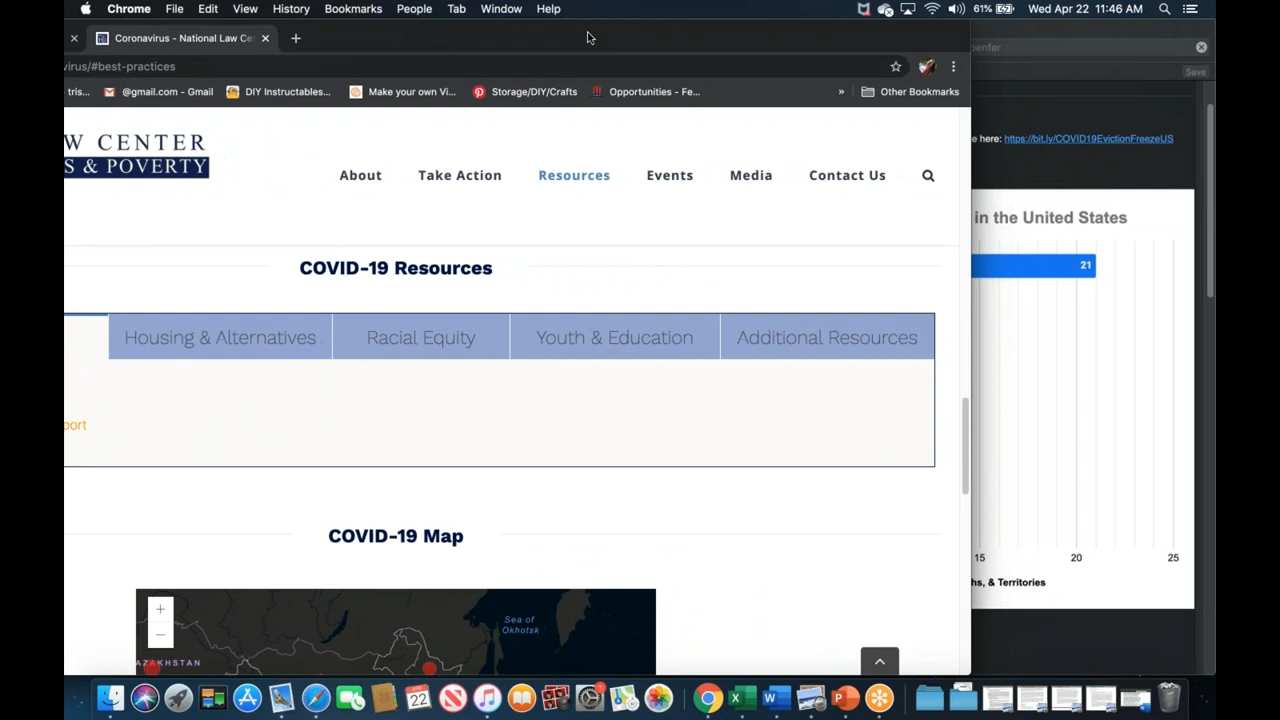 Chrome File Edit View History Bookmarks People Tab Window Help 61% Wed Apr 22 11:46 AM
Coronavirus - National Law Ce
enfer
virus/#best-practices
Save
tris... @gmail.com - Gmail DIY Instructables... Make your own Vi... Storage/DIY/Crafts Opportunities - Fe... » Other Bookmarks
W CENTER
S & POVERTY
e here: https://bit.ly/COVID19EvictionFreezeUS
About Take Action Resources Events Media Contact Us
in the United States
COVID-19 Resources
21
Housing & Alternatives Racial Equity Youth & Education Additional Resources
port
COVID-19 Map
15 20 25
hs, & Territories
Sea of
Okhotsk
AZAKHSTAN
22